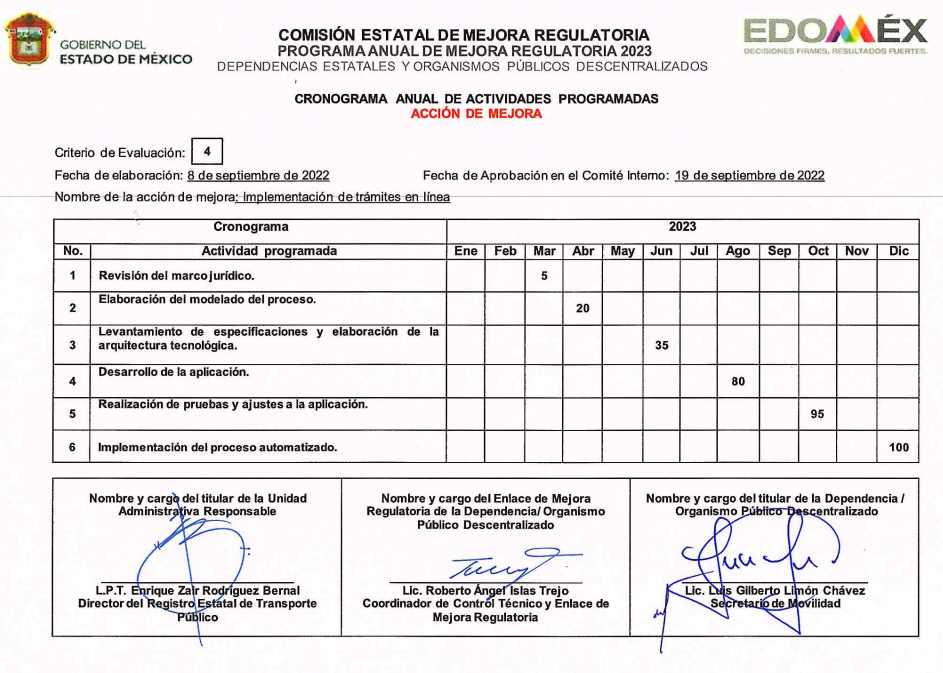 GOBIERNO DEL
ESTADO DE MÉXICO
COMISIÓN ESTATAL DE MEJORA REGULATORIA
PROGRAMA ANUAL DE MEJORA REGULATORIA 2023
DEPENDENCIAS ESTATALES Y ORGANISMOS PÚBLICOS DESCENTRALIZADOS
EDOMÉX
DECISIONES FIRMES, RESULTADOS FUERTES.
CRONOGRAMA ANUAL DE ACTIVIDADES PROGRAMADAS
ACCIÓN DE MEJORA
Criterio de Evaluación: 4
Fecha de elaboración: 8 de septiembre de 2022 Fecha de Aprobación en el Comité Interno: 19 de septiembre de 2022
Nombre de la acción de mejora: Implementación de trámites en línea
Cronograma 2023
No. Actividad programada Ene Feb Mar Abr May Jun Jul Ago Sep Oct Nov Dic
1 Revisión del marco jurídico. 5
2 Elaboración del modelado del proceso. 20
3 Levantamiento de especificaciones y elaboración de la
arquitectura tecnológica. 35
4 Desarrollo de la aplicación. 80
5 Realización de pruebas y ajustes a la aplicación. 95
6 Implementación del proceso automatizado. 100
Nombre y cargo del titular de la Unidad
Administrativa Responsable
L.P.T. Enrique Zair Rodríguez Bernal
Director del Registro Estatal de Transporte
Público
Nombre y cargo del Enlace de Mejora
Regulatoria de la Dependencia/ Organismo
Público Descentralizado
Lic. Roberto Ángel Islas Trejo
Coordinador de Control Técnico y Enlace de
Mejora Regulatoria
Nombre y cargo del titular de la Dependencia /
Organismo Público Descentralizado
Lic. Luis Gilberto Limón Chávez
Secretario de Movilidad